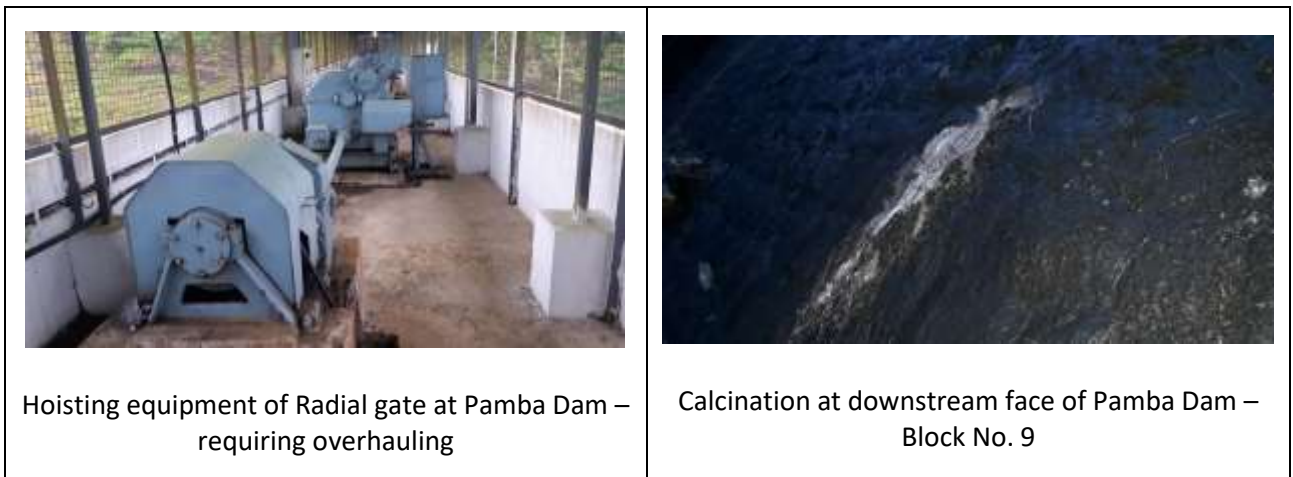 Hoisting equipment of Radial gate at Pamba Dam –
requiring overhauling
Calcination at downstream face of Pamba Dam –
Block No. 9